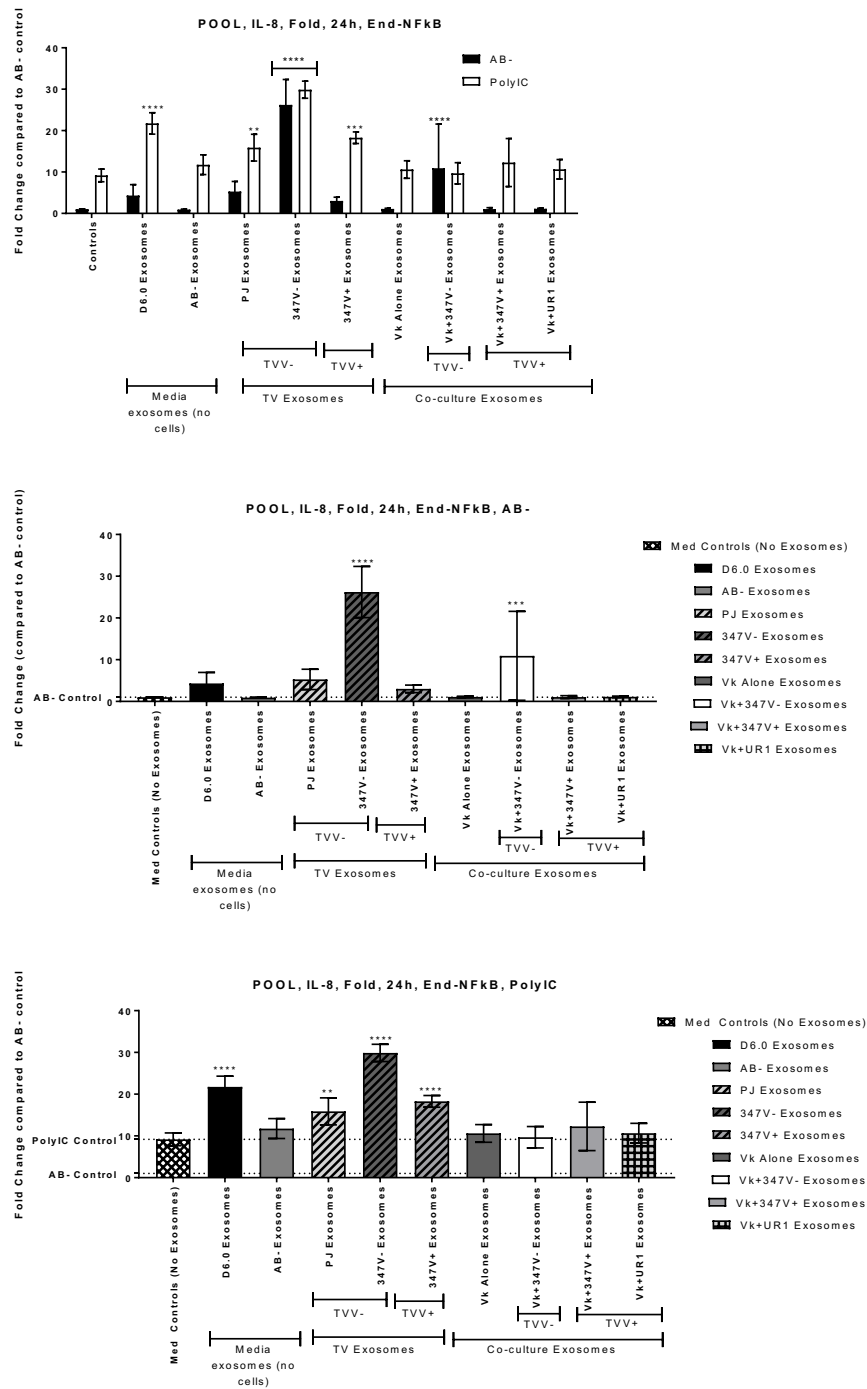 POOL, IL-8, Fold, 24h, End-NFkB
Fold Change compared to AB- control
40
30
20
10
0
****
**
****
***
****
AB-
PolyIC
Controls
D6.0 Exosomes
AB- Exosomes
PJ Exosomes
347V- Exosomes
347V+ Exosomes
Vk Alone Exosomes
Vk+347V- Exosomes
Vk+347V+ Exosomes
Vk+UR1 Exosomes
TVV-
TVV+
TVV-
TVV+
Media
exosomes (no
cells)
TV Exosomes
Co-culture Exosomes
POOL, IL-8, Fold, 24h, End-NFkB, AB-
Fold Change (compared to AB- control)
40
30
20
10
0
AB- Control
****
***
Med Controls (No Exosomes)
D6.0 Exosomes
AB- Exosomes
PJ Exosomes
347V- Exosomes
347V+ Exosomes
Vk Alone Exosomes
Vk+347V- Exosomes
Vk+347V+ Exosomes
Vk+UR1 Exosomes
Med Controls (No Exosomes)
D6.0 Exosomes
AB- Exosomes
PJ Exosomes
347V- Exosomes
347V+ Exosomes
Vk Alone Exosomes
Vk+347V- Exosomes
Vk+347V+ Exosomes
Vk+UR1 Exosomes
TVV-
TVV+
TVV-
TVV+
Media
exosomes (no
cells)
TV Exosomes
Co-culture Exosomes
POOL, IL-8, Fold, 24h, End-NFkB, PolyIC
Fold Change compared to AB- control
40
30
20
10
0
PolyIC Control
AB- Control
****
**
****
****
Med Controls (No Exosomes)
D6.0 Exosomes
AB- Exosomes
PJ Exosomes
347V- Exosomes
347V+ Exosomes
Vk Alone Exosomes
Vk+347V- Exosomes
Vk+347V+ Exosomes
Vk+UR1 Exosomes
Med Controls (No Exosomes)
D6.0 Exosomes
AB- Exosomes
PJ Exosomes
347V- Exosomes
347V+ Exosomes
Vk Alone Exosomes
Vk+347V- Exosomes
Vk+347V+ Exosomes
Vk+UR1 Exosomes
TVV-
TVV+
TVV-
TVV+
Media
exosomes (no
cells)
TV Exosomes
Co-culture Exosomes